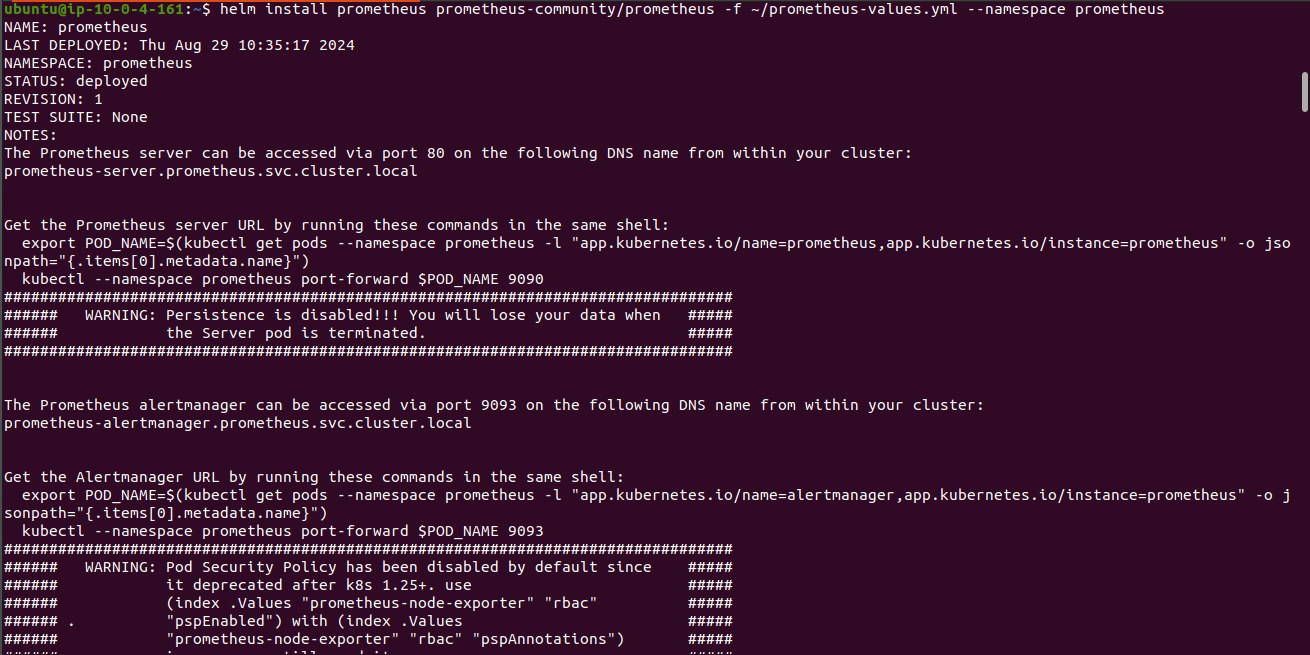 ubuntu@ip-10-0-4-161:~$ helm install prometheus prometheus-community/prometheus -f ~/prometheus-values.yml --namespace prometheus
NAME: prometheus
LAST DEPLOYED: Thu Aug 29 10:35:17 2024
NAMESPACE: prometheus
STATUS: deployed
REVISION: 1
TEST SUITE: None
NOTES:
The Prometheus server can be accessed via port 80 on the following DNS name from within your cluster:
prometheus-server.prometheus.svc.cluster.local
Get the Prometheus server URL by running these commands in the same shell:
  export POD_NAME=$(kubectl get pods --namespace prometheus -l "app.kubernetes.io/name=prometheus,app.kubernetes.io/instance=prometheus" -o jso
npath="{.items[0].metadata.name}")
  kubectl --namespace prometheus port-forward $POD_NAME 9090
#################################################################################
######   WARNING: Persistence is disabled!!! You will lose your data when   #####
######            the Server pod is terminated.                             #####
#################################################################################
The Prometheus alertmanager can be accessed via port 9093 on the following DNS name from within your cluster:
prometheus-alertmanager.prometheus.svc.cluster.local
Get the Alertmanager URL by running these commands in the same shell:
  export POD_NAME=$(kubectl get pods --namespace prometheus -l "app.kubernetes.io/name=alertmanager,app.kubernetes.io/instance=prometheus" -o j
sonpath="{.items[0].metadata.name}")
  kubectl --namespace prometheus port-forward $POD_NAME 9093
#################################################################################
######   WARNING: Pod Security Policy has been disabled by default since    #####
######            it deprecated after k8s 1.25+. use                        #####
######            (index .Values "prometheus-node-exporter" "rbac"          #####
###### .          "pspEnabled") with (index .Values                         #####
######            "prometheus-node-exporter" "rbac" "pspAnnotations")       #####